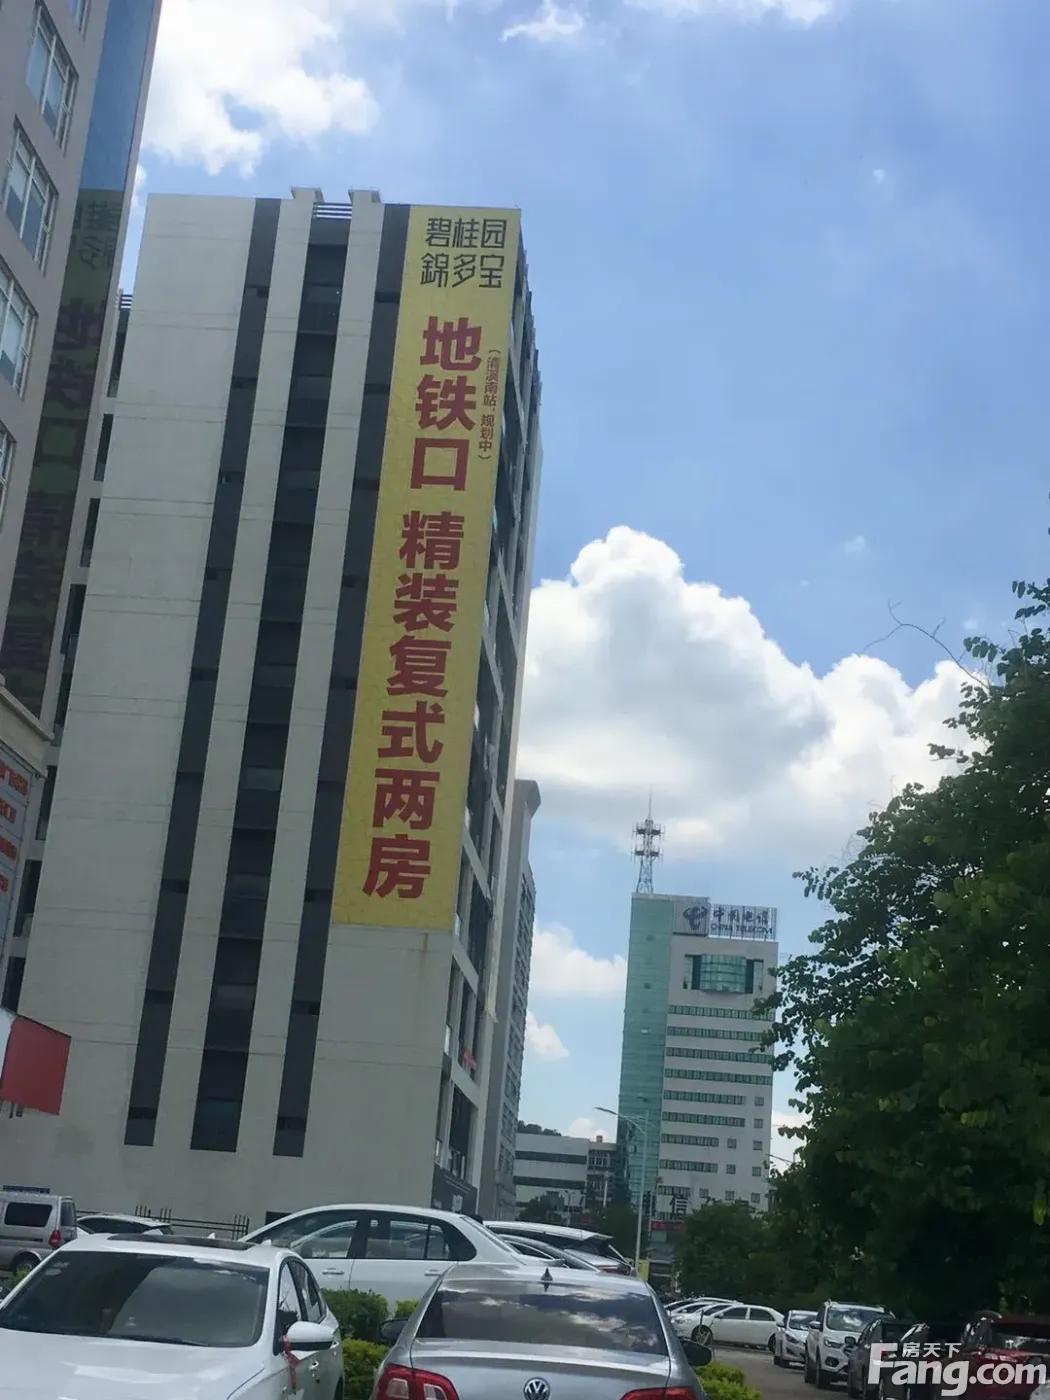 碧桂园
錦多宝
地铁口
(清溪南站，规划中)
精装复式两房
中国电信
CHINA TELECOM
房天下
Fang.com